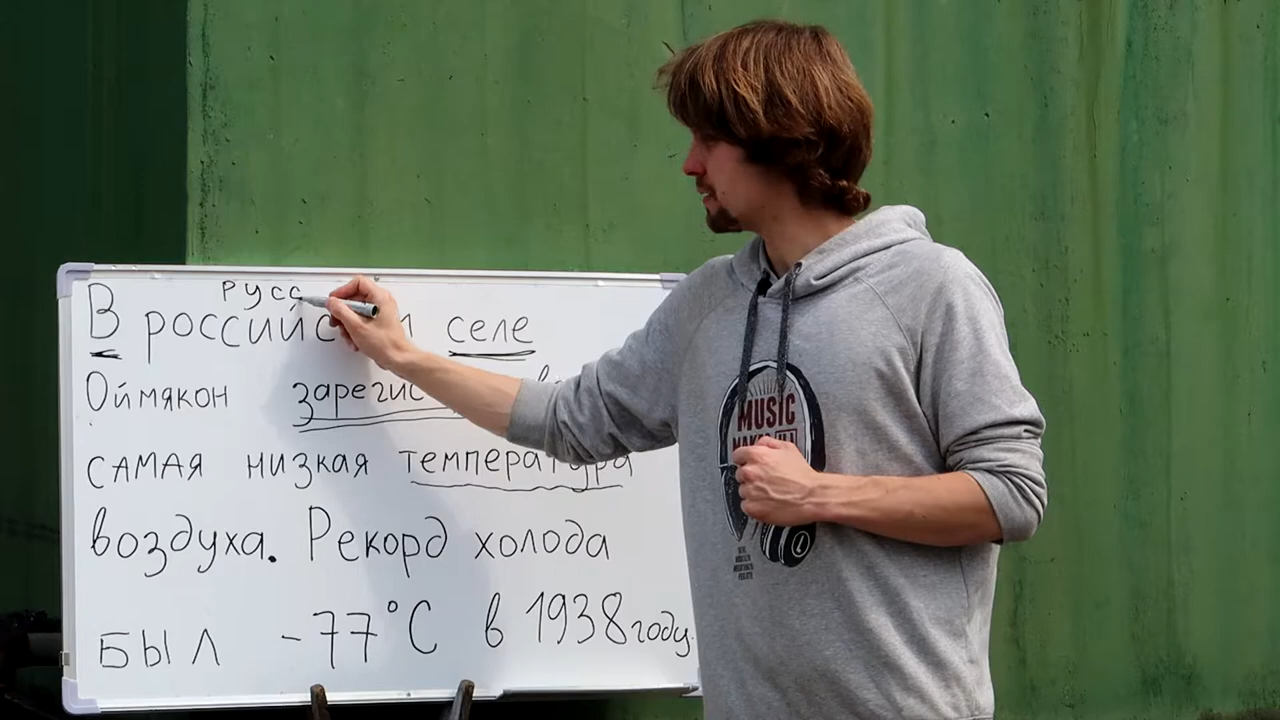 русс
В российс и селе
Оймякон зарегис
самая низкая температура
воздуха. Рекорд холода
был -77°C в 1938 году.
MUSIC